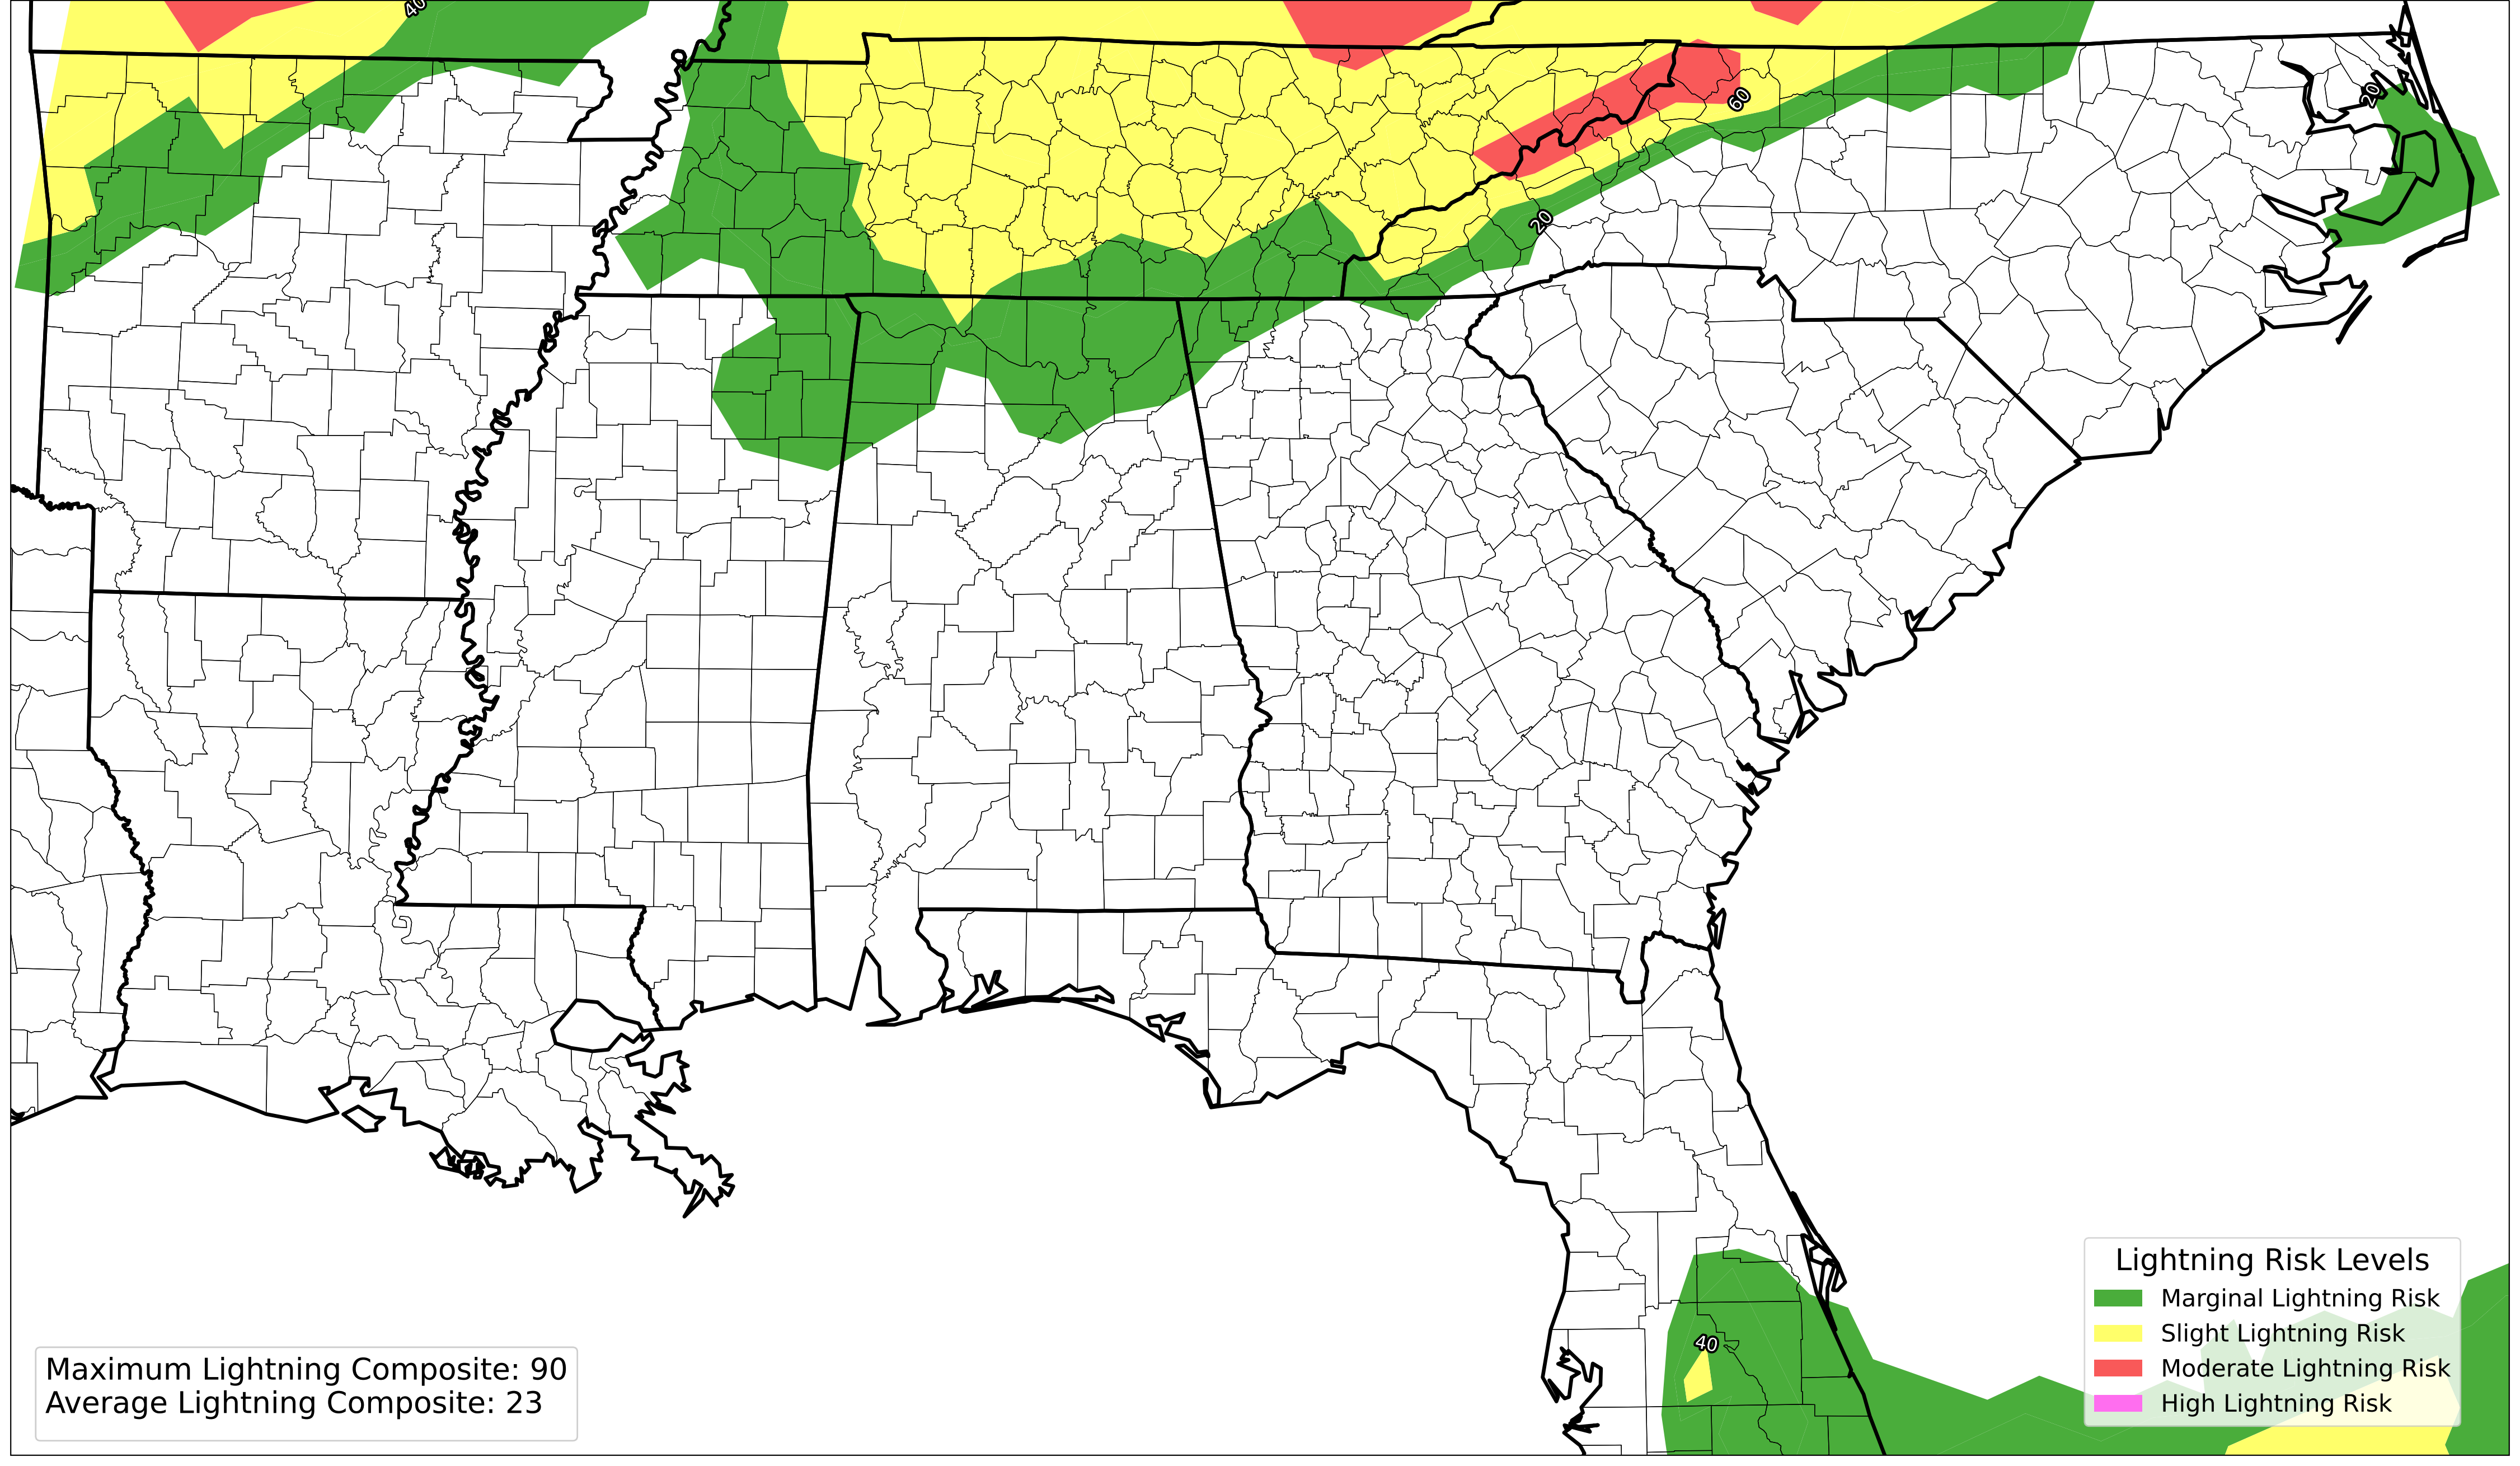 40
60
20
20
40
Lightning Risk Levels
Marginal Lightning Risk
Slight Lightning Risk
Moderate Lightning Risk
High Lightning Risk
Maximum Lightning Composite: 90
Average Lightning Composite: 23